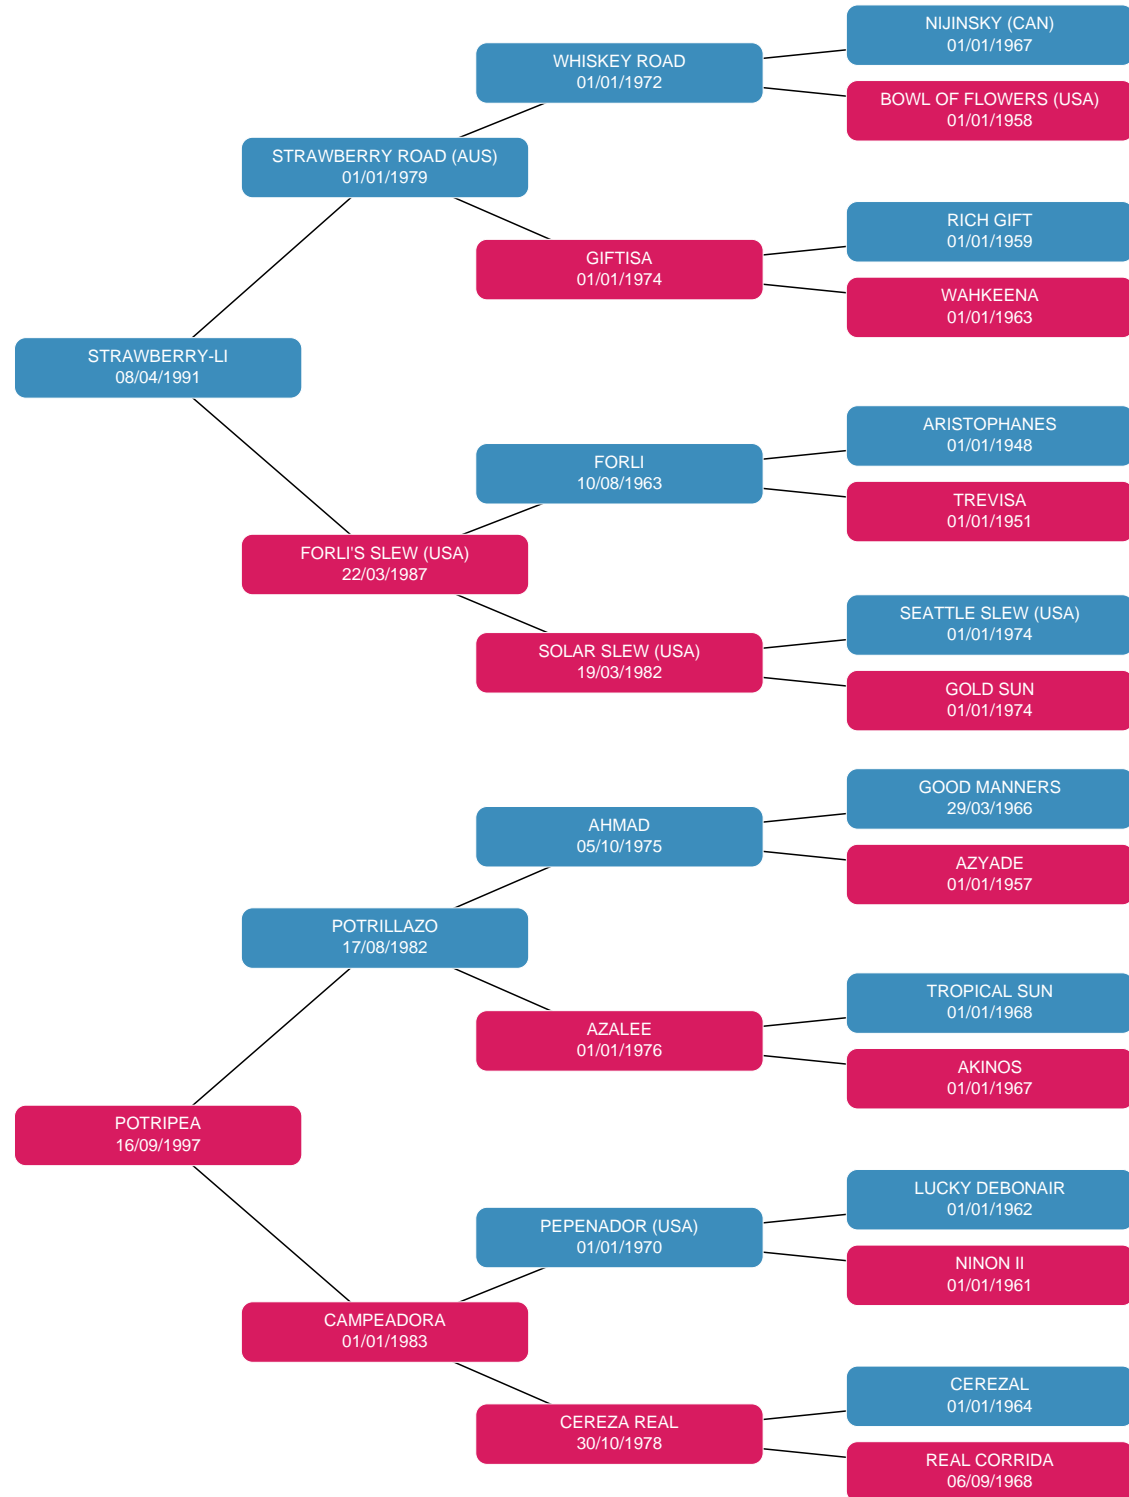 NIJINSKY (CAN)
01/01/1967
WHISKEY ROAD
01/01/1972
BOWL OF FLOWERS (USA)
01/01/1958
STRAWBERRY ROAD (AUS)
01/01/1979
RICH GIFT
01/01/1959
GIFTISA
01/01/1974
WAHKEENA
01/01/1963
STRAWBERRY-LI
08/04/1991
ARISTOPHANES
01/01/1948
FORLI
10/08/1963
TREVISA
01/01/1951
FORLI'S SLEW (USA)
22/03/1987
SEATTLE SLEW (USA)
01/01/1974
SOLAR SLEW (USA)
19/03/1982
GOLD SUN
01/01/1974
GOOD MANNERS
29/03/1966
AHMAD
05/10/1975
AZYADE
01/01/1957
POTRILLAZO
17/08/1982
TROPICAL SUN
01/01/1968
AZALEE
01/01/1976
AKINOS
01/01/1967
POTRIPEA
16/09/1997
LUCKY DEBONAIR
01/01/1962
PEPENADOR (USA)
01/01/1970
NINON II
01/01/1961
CAMPEADORA
01/01/1983
CEREZAL
01/01/1964
CEREZA REAL
30/10/1978
REAL CORRIDA
06/09/1968